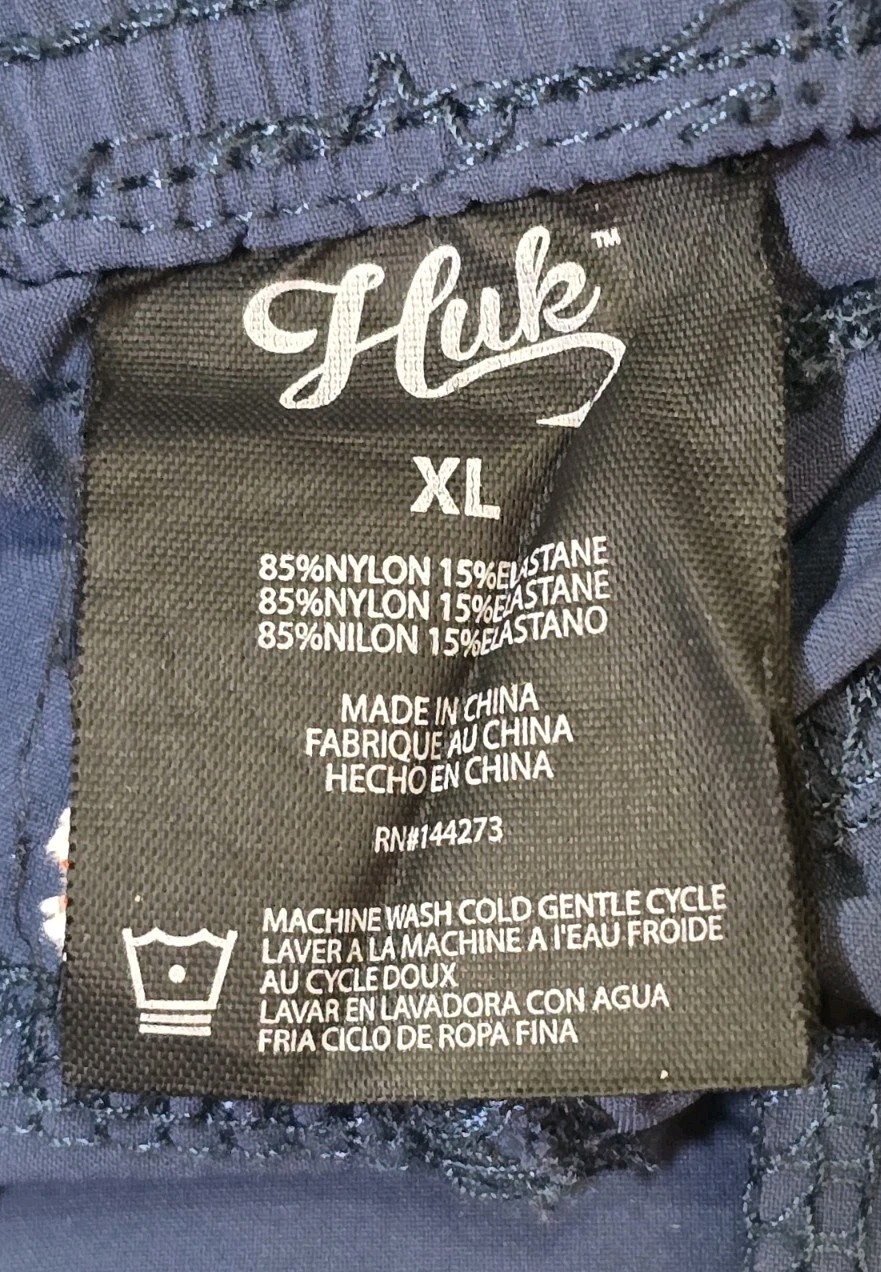 Huk™
XL
85%NYLON 15%ELASTANE
85%NYLON 15%ELASTANE
85%NILON 15%ELASTANO
MADE IN CHINA
FABRIQUE AU CHINA
HECHO EN CHINA
RN#144273
MACHINE WASH COLD GENTLE CYCLE
LAVER A LA MACHINE A l'EAU FROIDE
AU CYCLE DOUX
LAVAR EN LAVADORA CON AGUA
FRIA CICLO DE ROPA FINA